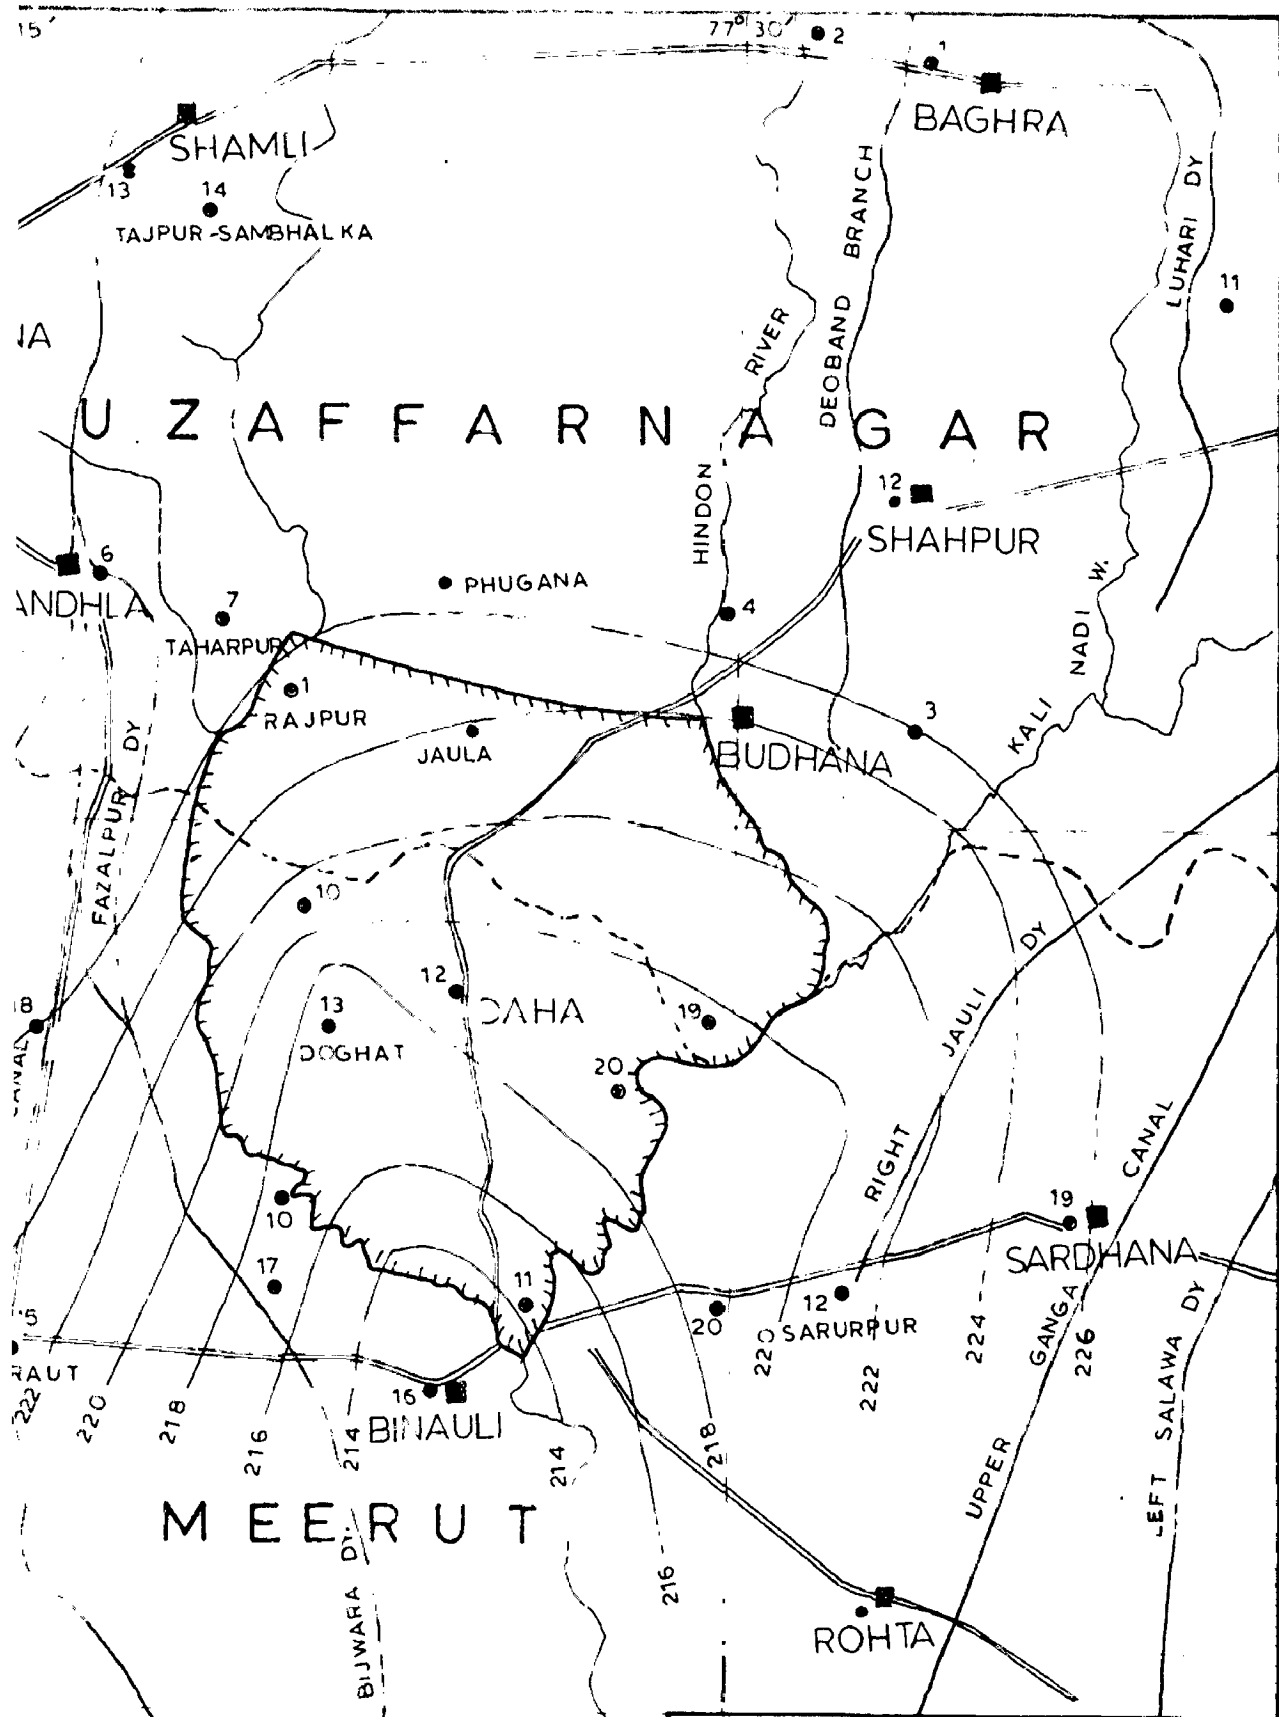 15′
77° 30′
2
1
BAGHRA
SHAMLI
13
14
TAJPUR-SAMBHALKA
DEOBAND BRANCH
LUHARI DY
11
RIVER
HINDON
UZAFFARNAGAR
12
SHAHPUR
6
ANDHLA
7
PHUGANA
4
TAHARPUR
KALI NADI W.
1
RAJPUR
JAULA
BUDHANA
3
FAZALPUR DY
10
12
DAHA
13
DOGHAT
19
20
18
CANAL
RIGHT JAULI DY
UPPER GANGA CANAL
10
17
11
19
SARDHANA
12
SARURPUR
20
LEFT SALAWA DY
RAUT
16
BINAULI
222
220
218
216
214
214
216
218
220
222
224
226
MEERUT
BIJWARA DY.
ROHTA